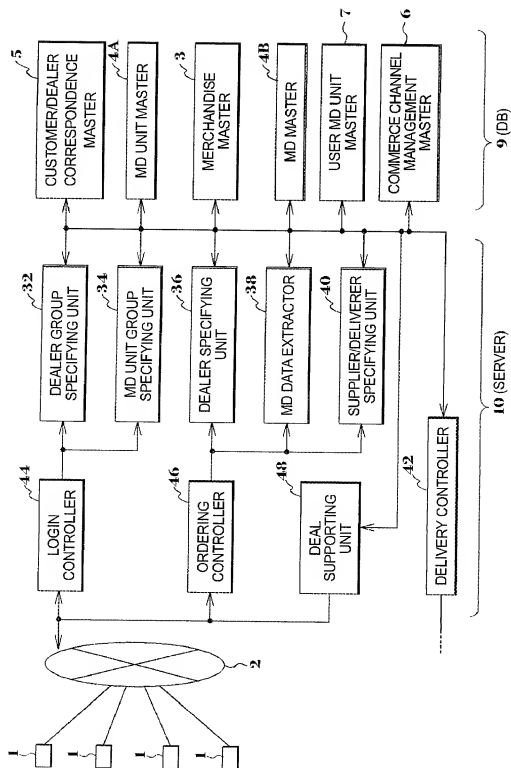 5
CUSTOMER/DEALER
CORRESPONDENCE
MASTER
4A
MD UNIT MASTER
3
MERCHANDISE
MASTER
4B
MD MASTER
7
USER MD UNIT
MASTER
6
COMMERCE CHANNEL
MANAGEMENT
MASTER
9 (DB)
32
DEALER GROUP
SPECIFYING UNIT
34
MD UNIT GROUP
SPECIFYING UNIT
36
DEALER SPECIFYING
UNIT
38
MD DATA EXTRACTOR
40
SUPPLIER/DELIVERER
SPECIFYING UNIT
10 (SERVER)
44
LOGIN
CONTROLLER
46
ORDERING
CONTROLLER
48
DEAL
SUPPORTING
UNIT
42
DELIVERY CONTROLLER
2
1
1
1
1